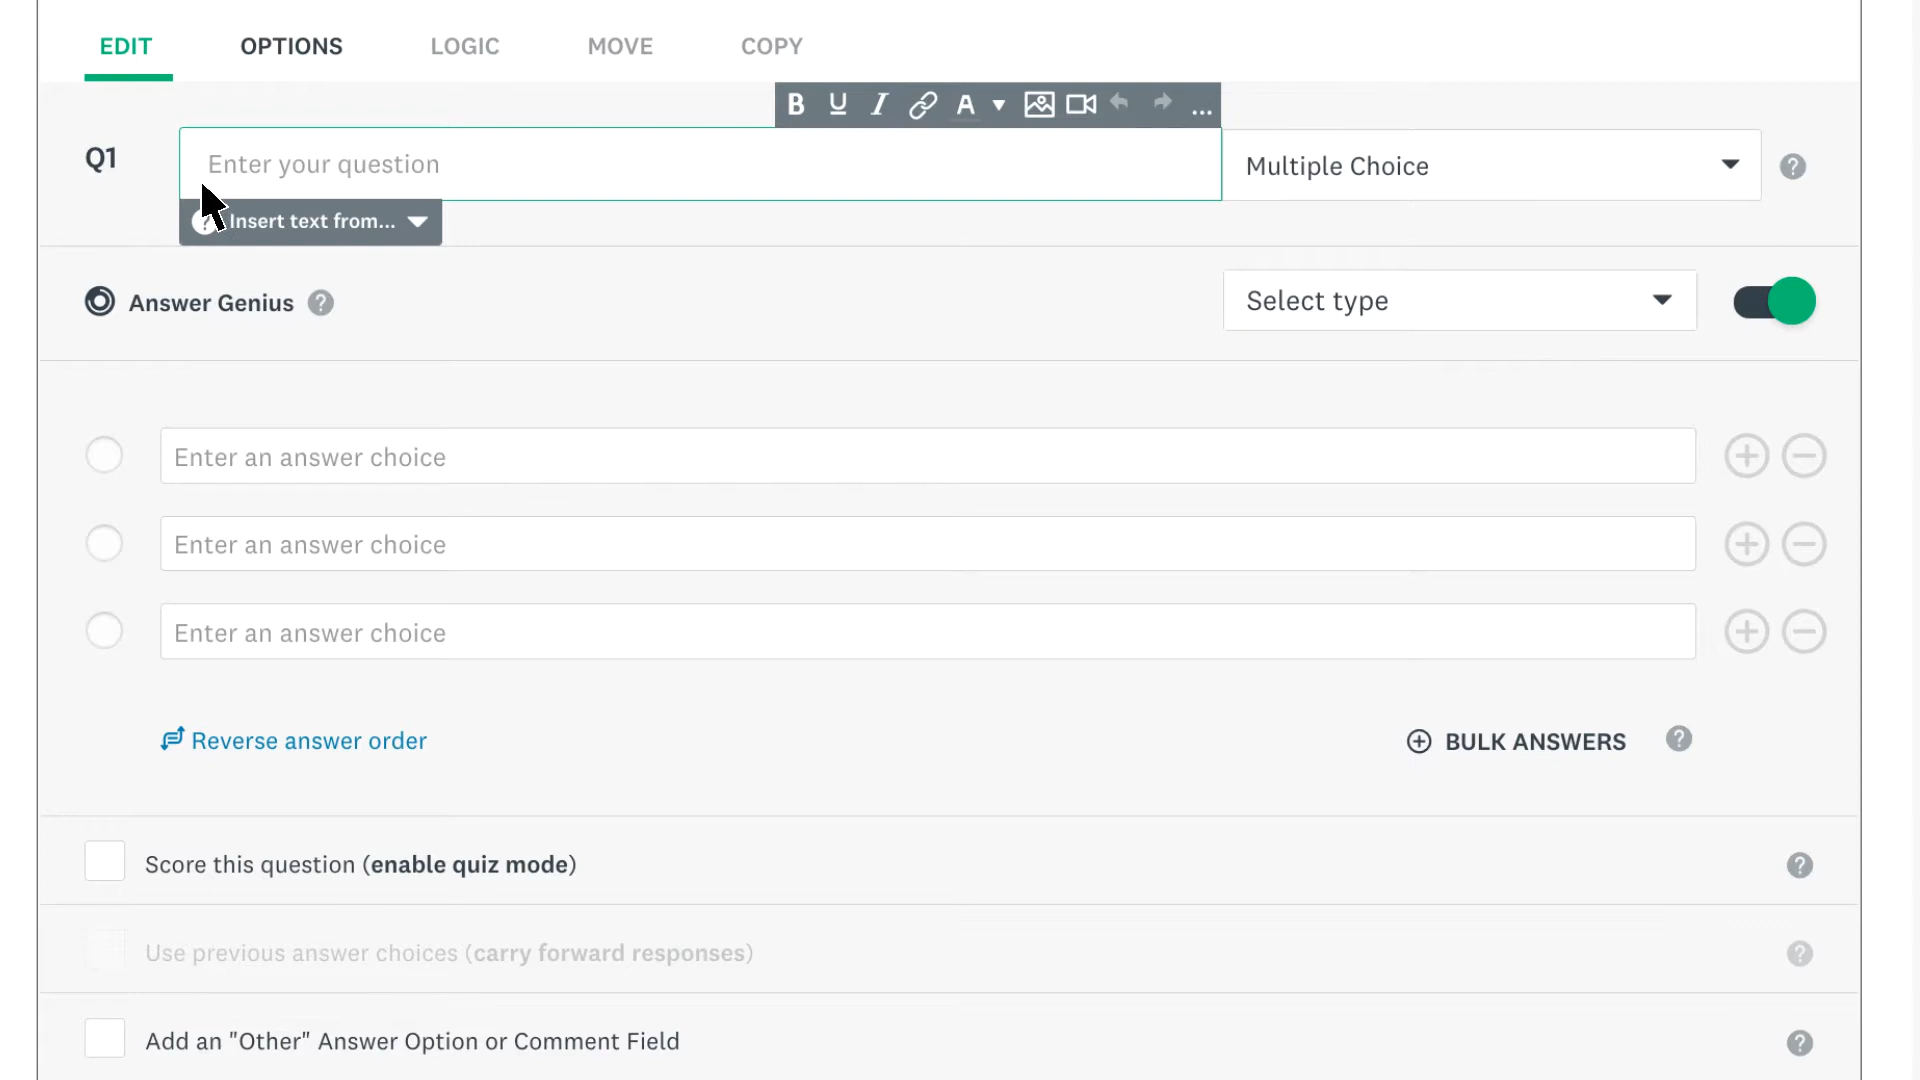 EDIT OPTIONS LOGIC MOVE COPY
B U I A ...
Q1 Enter your question Multiple Choice ?
? Insert text from...
Answer Genius ? Select type
Enter an answer choice
Enter an answer choice
Enter an answer choice
Reverse answer order BULK ANSWERS ?
Score this question (enable quiz mode) ?
Use previous answer choices (carry forward responses) ?
Add an "Other" Answer Option or Comment Field ?